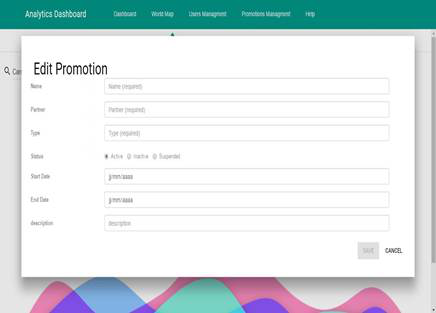 Analytics Dashboard Dashboard World Map Users Managment Promotions Managment Help
Edit Promotion
Name Name (required)
Partner Partner (required)
Type Type (required)
Status Active Inactive Suspended
Start Date jj/mm/aaaa
End Date jj/mm/aaaa
description description
SAVE CANCEL